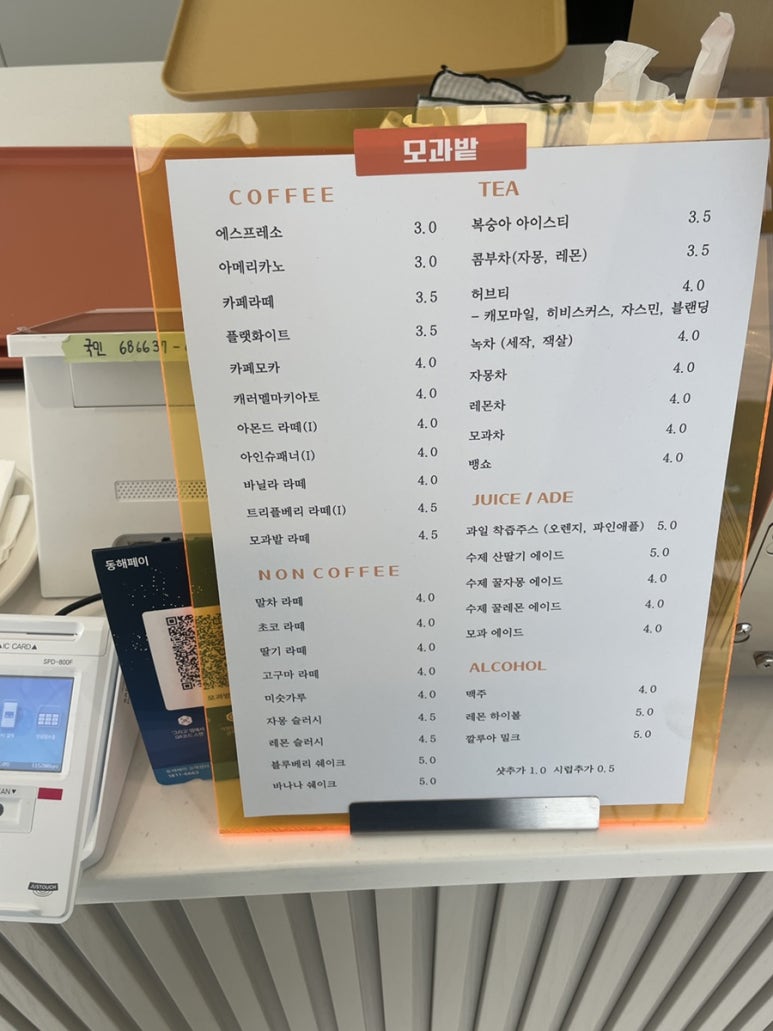 모과밭
COFFEE
에스프레소 3.0
아메리카노 3.0
카페라떼 3.5
플랫화이트 3.5
카페모카 4.0
캐러멜마키아토 4.0
아몬드 라떼(I) 4.0
아인슈패너(I) 4.0
바닐라 라떼 4.0
트리플베리 라떼(I) 4.5
모과밭 라떼 4.5
NON COFFEE
말차 라떼 4.0
초코 라떼 4.0
딸기 라떼 4.0
고구마 라떼 4.0
미숫가루 4.0
자몽 슬러시 4.5
레몬 슬러시 4.5
블루베리 쉐이크 5.0
바나나 쉐이크 5.0
TEA
복숭아 아이스티 3.5
콤부차(자몽, 레몬) 3.5
허브티 4.0
- 캐모마일, 히비스커스, 자스민, 블랜딩
녹차 (세작, 잭살) 4.0
자몽차 4.0
레몬차 4.0
모과차 4.0
뱅쇼 4.0
JUICE / ADE
과일 착즙주스 (오렌지, 파인애플) 5.0
수제 산딸기 에이드 5.0
수제 꿀자몽 에이드 4.0
수제 꿀레몬 에이드 4.0
모과 에이드 4.0
ALCOHOL
맥주 4.0
레몬 하이볼 5.0
깔루아 밀크 5.0
샷추가 1.0 시럽추가 0.5
국민 686637-
동해페이
1811-4463
IC CARD▲
SPD-800F
JUSTOUCH